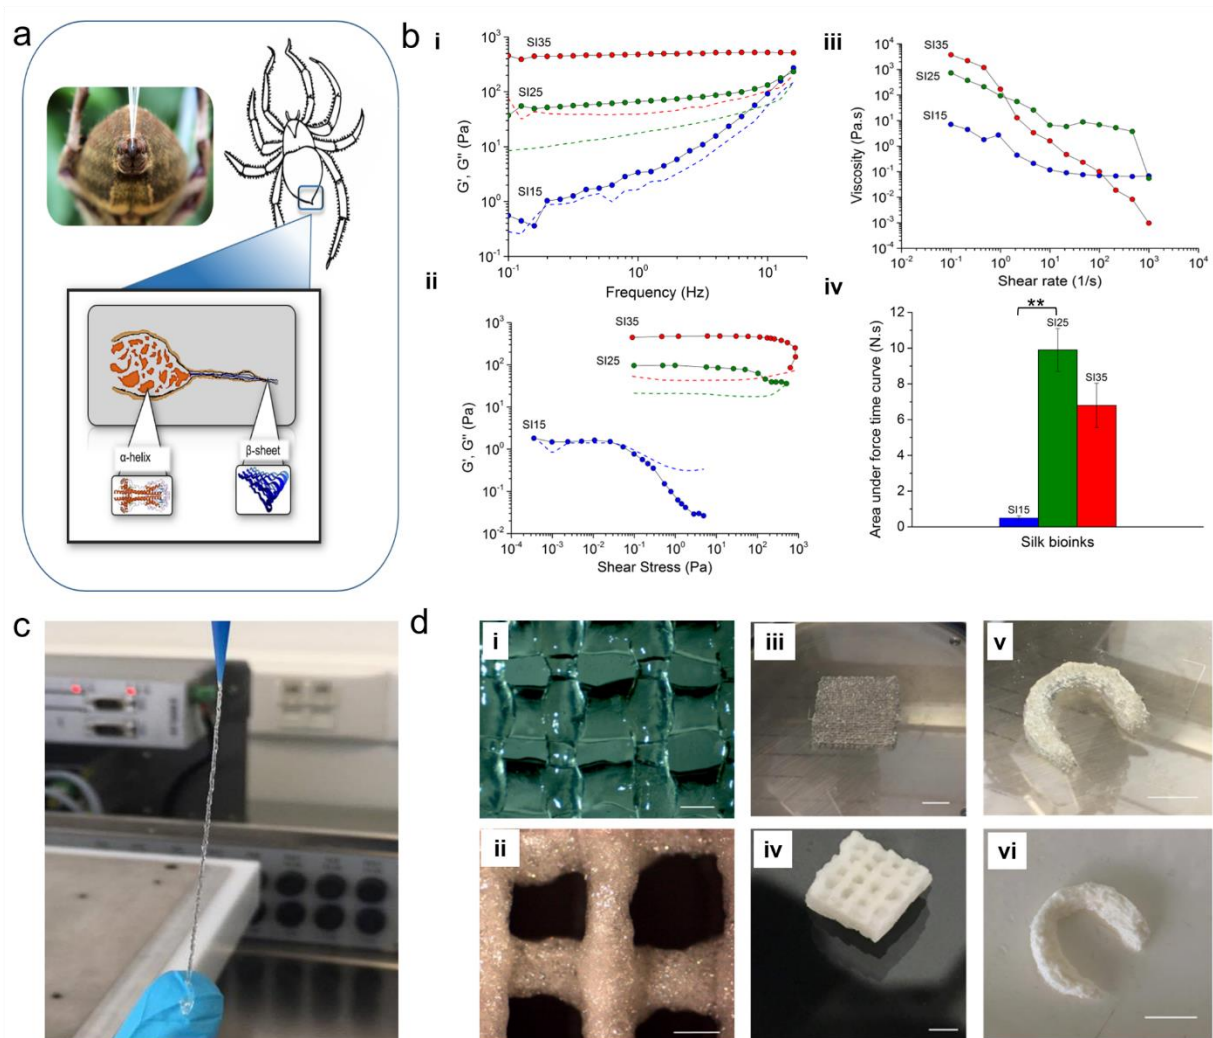 a
α-helix
β-sheet
b
i
SI35
SI25
SI15
G', G'' (Pa)
10³
10²
10¹
10⁰
10⁻¹
10⁻¹
10⁰
10¹
Frequency (Hz)
ii
SI35
SI25
SI15
G', G'' (Pa)
10³
10²
10¹
10⁰
10⁻¹
10⁻²
10⁻⁴
10⁻³
10⁻²
10⁻¹
10⁰
10¹
10²
10³
Shear Stress (Pa)
iii
SI35
SI25
SI15
Viscosity (Pa.s)
10⁴
10³
10²
10¹
10⁰
10⁻¹
10⁻²
10⁻³
10⁻⁴
10⁻²
10⁻¹
10⁰
10¹
10²
10³
10⁴
Shear rate (1/s)
iv
**
SI25
SI35
SI15
Area under force time curve (N.s)
12
10
8
6
4
2
0
Silk bioinks
c
d
i
ii
iii
iv
v
vi